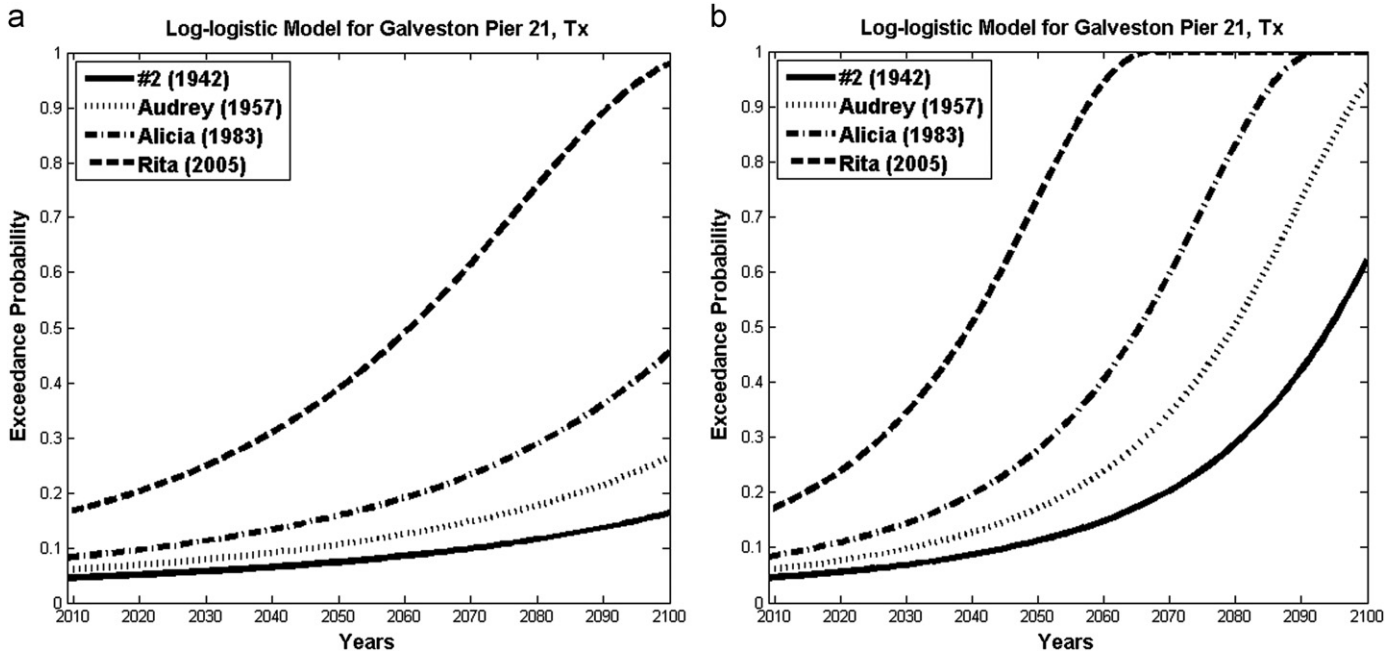 a
Log-logistic Model for Galveston Pier 21, Tx
1
0.9
0.8
0.7
0.6
0.5
0.4
0.3
0.2
0.1
0
Exceedance Probability
#2 (1942)
Audrey (1957)
Alicia (1983)
Rita (2005)
2010 2020 2030 2040 2050 2060 2070 2080 2090 2100
Years
b
Log-logistic Model for Galveston Pier 21, Tx
1
0.9
0.8
0.7
0.6
0.5
0.4
0.3
0.2
0.1
0
Exceedance Probability
#2 (1942)
Audrey (1957)
Alicia (1983)
Rita (2005)
2010 2020 2030 2040 2050 2060 2070 2080 2090 2100
Years